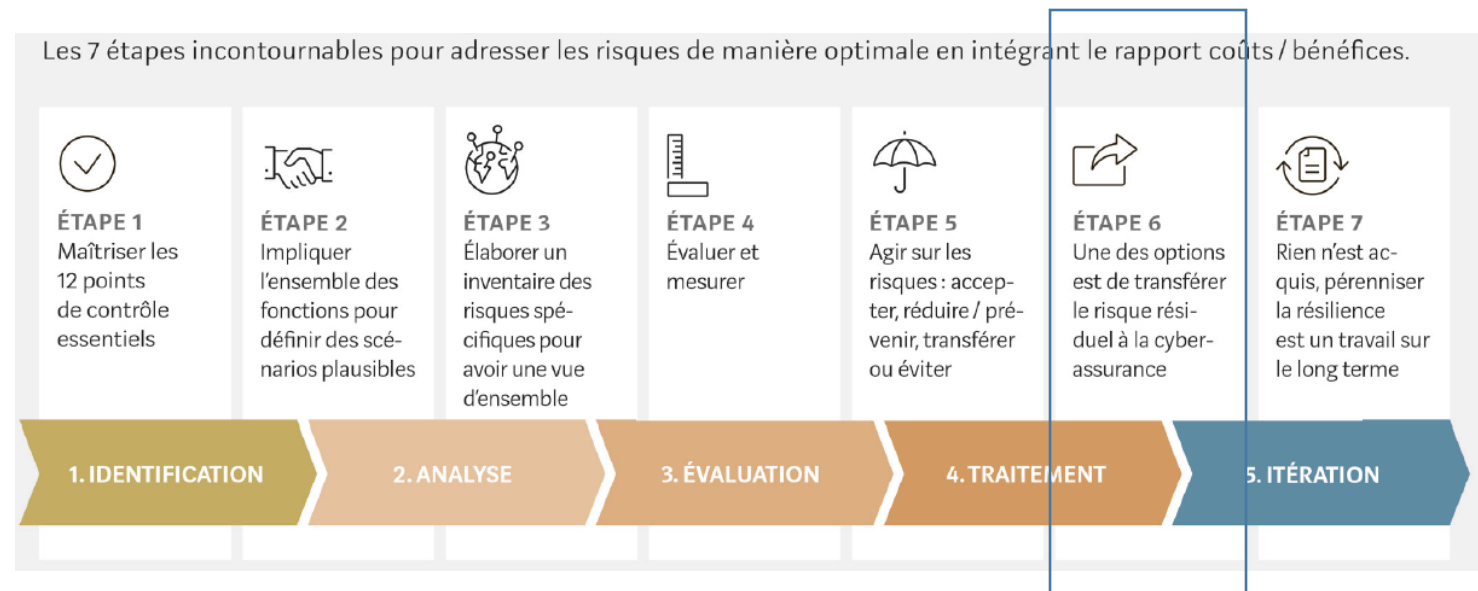 Les 7 étapes incontournables pour adresser les risques de manière optimale en intégrant le rapport coûts / bénéfices.
ÉTAPE 1
Maîtriser les
12 points
de contrôle
essentiels
ÉTAPE 2
Impliquer
l’ensemble des
fonctions pour
définir des scé-
narios plausibles
ÉTAPE 3
Élaborer un
inventaire des
risques spé-
cifiques pour
avoir une vue
d’ensemble
ÉTAPE 4
Évaluer et
mesurer
ÉTAPE 5
Agir sur les
risques : accep-
ter, réduire / pré-
venir, transférer
ou éviter
ÉTAPE 6
Une des options
est de transférer
le risque rési-
duel à la cyber-
assurance
ÉTAPE 7
Rien n’est ac-
quis, pérenniser
la résilience
est un travail sur
le long terme
1. IDENTIFICATION
2. ANALYSE
3. ÉVALUATION
4. TRAITEMENT
5. ITÉRATION